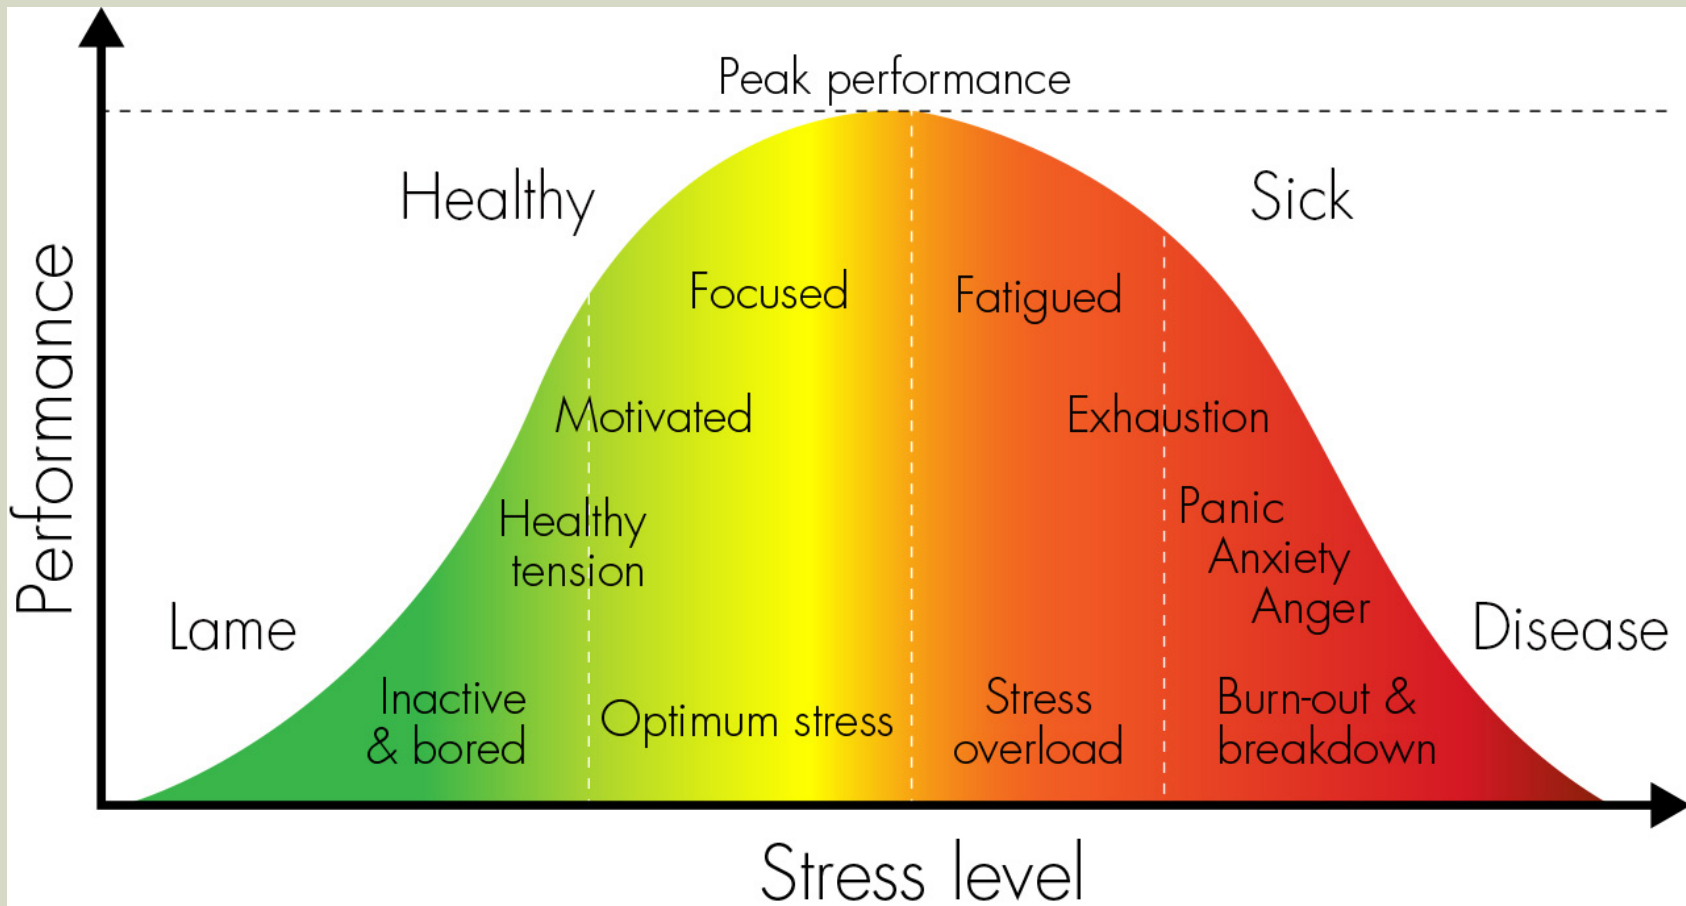 Peak performance
Healthy
Sick
Focused
Fatigued
Motivated
Exhaustion
Healthy
tension
Panic
Anxiety
Anger
Lame
Disease
Inactive
& bored
Optimum stress
Stress
overload
Burn-out &
breakdown
Performance
Stress level